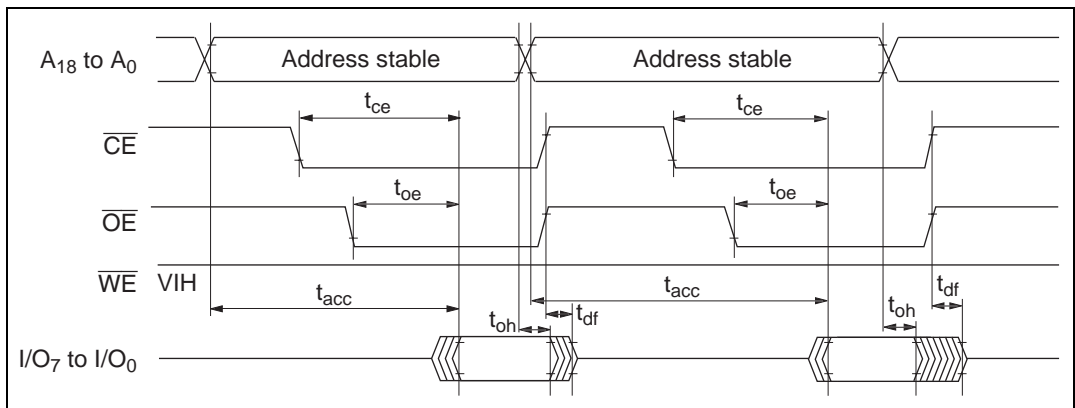 A18 to A0 Address stable Address stable
tce tce
CE
toe toe
OE
WE VIH
tacc tacc
toh tdf toh tdf
I/O7 to I/O0